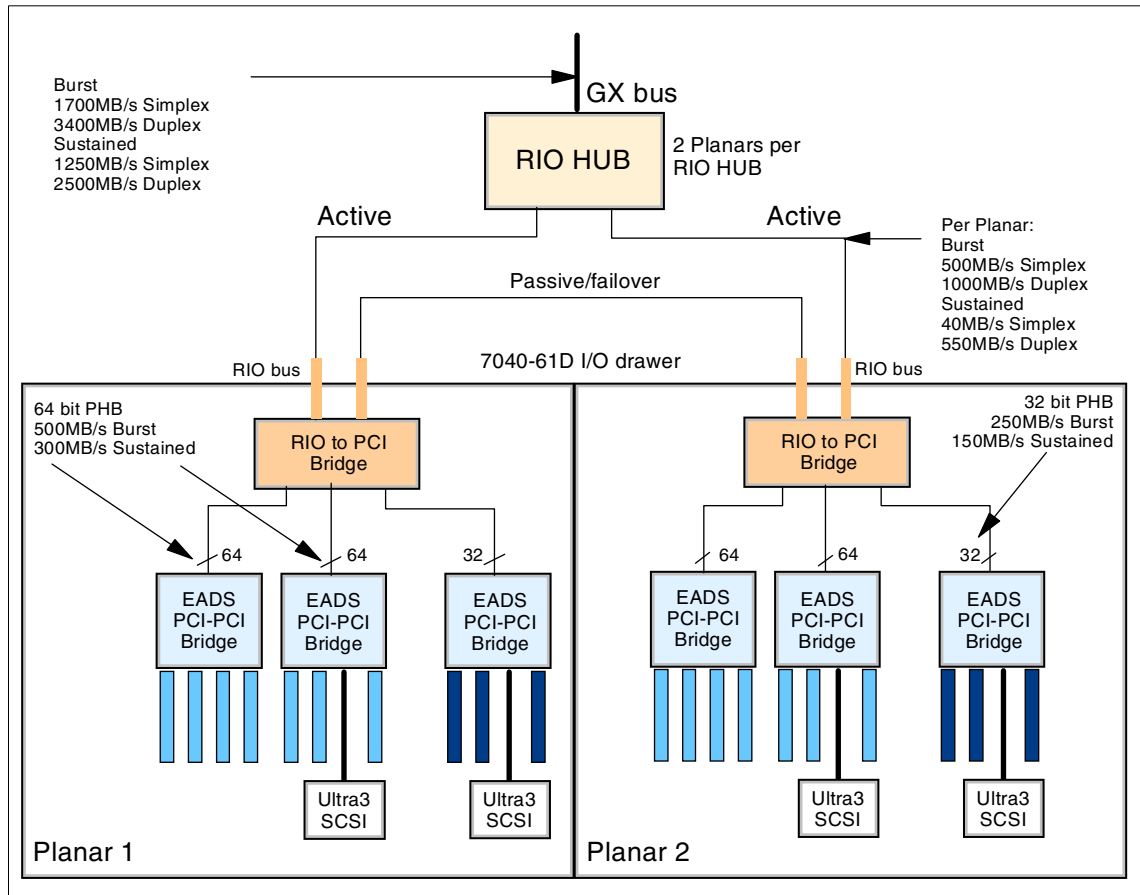 GX bus
Burst
1700MB/s Simplex
3400MB/s Duplex
Sustained
1250MB/s Simplex
2500MB/s Duplex
RIO HUB
2 Planars per
RIO HUB
Active
Active
Per Planar:
Burst
500MB/s Simplex
1000MB/s Duplex
Sustained
40MB/s Simplex
550MB/s Duplex
Passive/failover
RIO bus
7040-61D I/O drawer
RIO bus
64 bit PHB
500MB/s Burst
300MB/s Sustained
RIO to PCI
Bridge
RIO to PCI
Bridge
32 bit PHB
250MB/s Burst
150MB/s Sustained
64
64
32
64
64
32
EADS
PCI-PCI
Bridge
EADS
PCI-PCI
Bridge
EADS
PCI-PCI
Bridge
EADS
PCI-PCI
Bridge
EADS
PCI-PCI
Bridge
EADS
PCI-PCI
Bridge
Ultra3
SCSI
Ultra3
SCSI
Ultra3
SCSI
Ultra3
SCSI
Planar 1
Planar 2